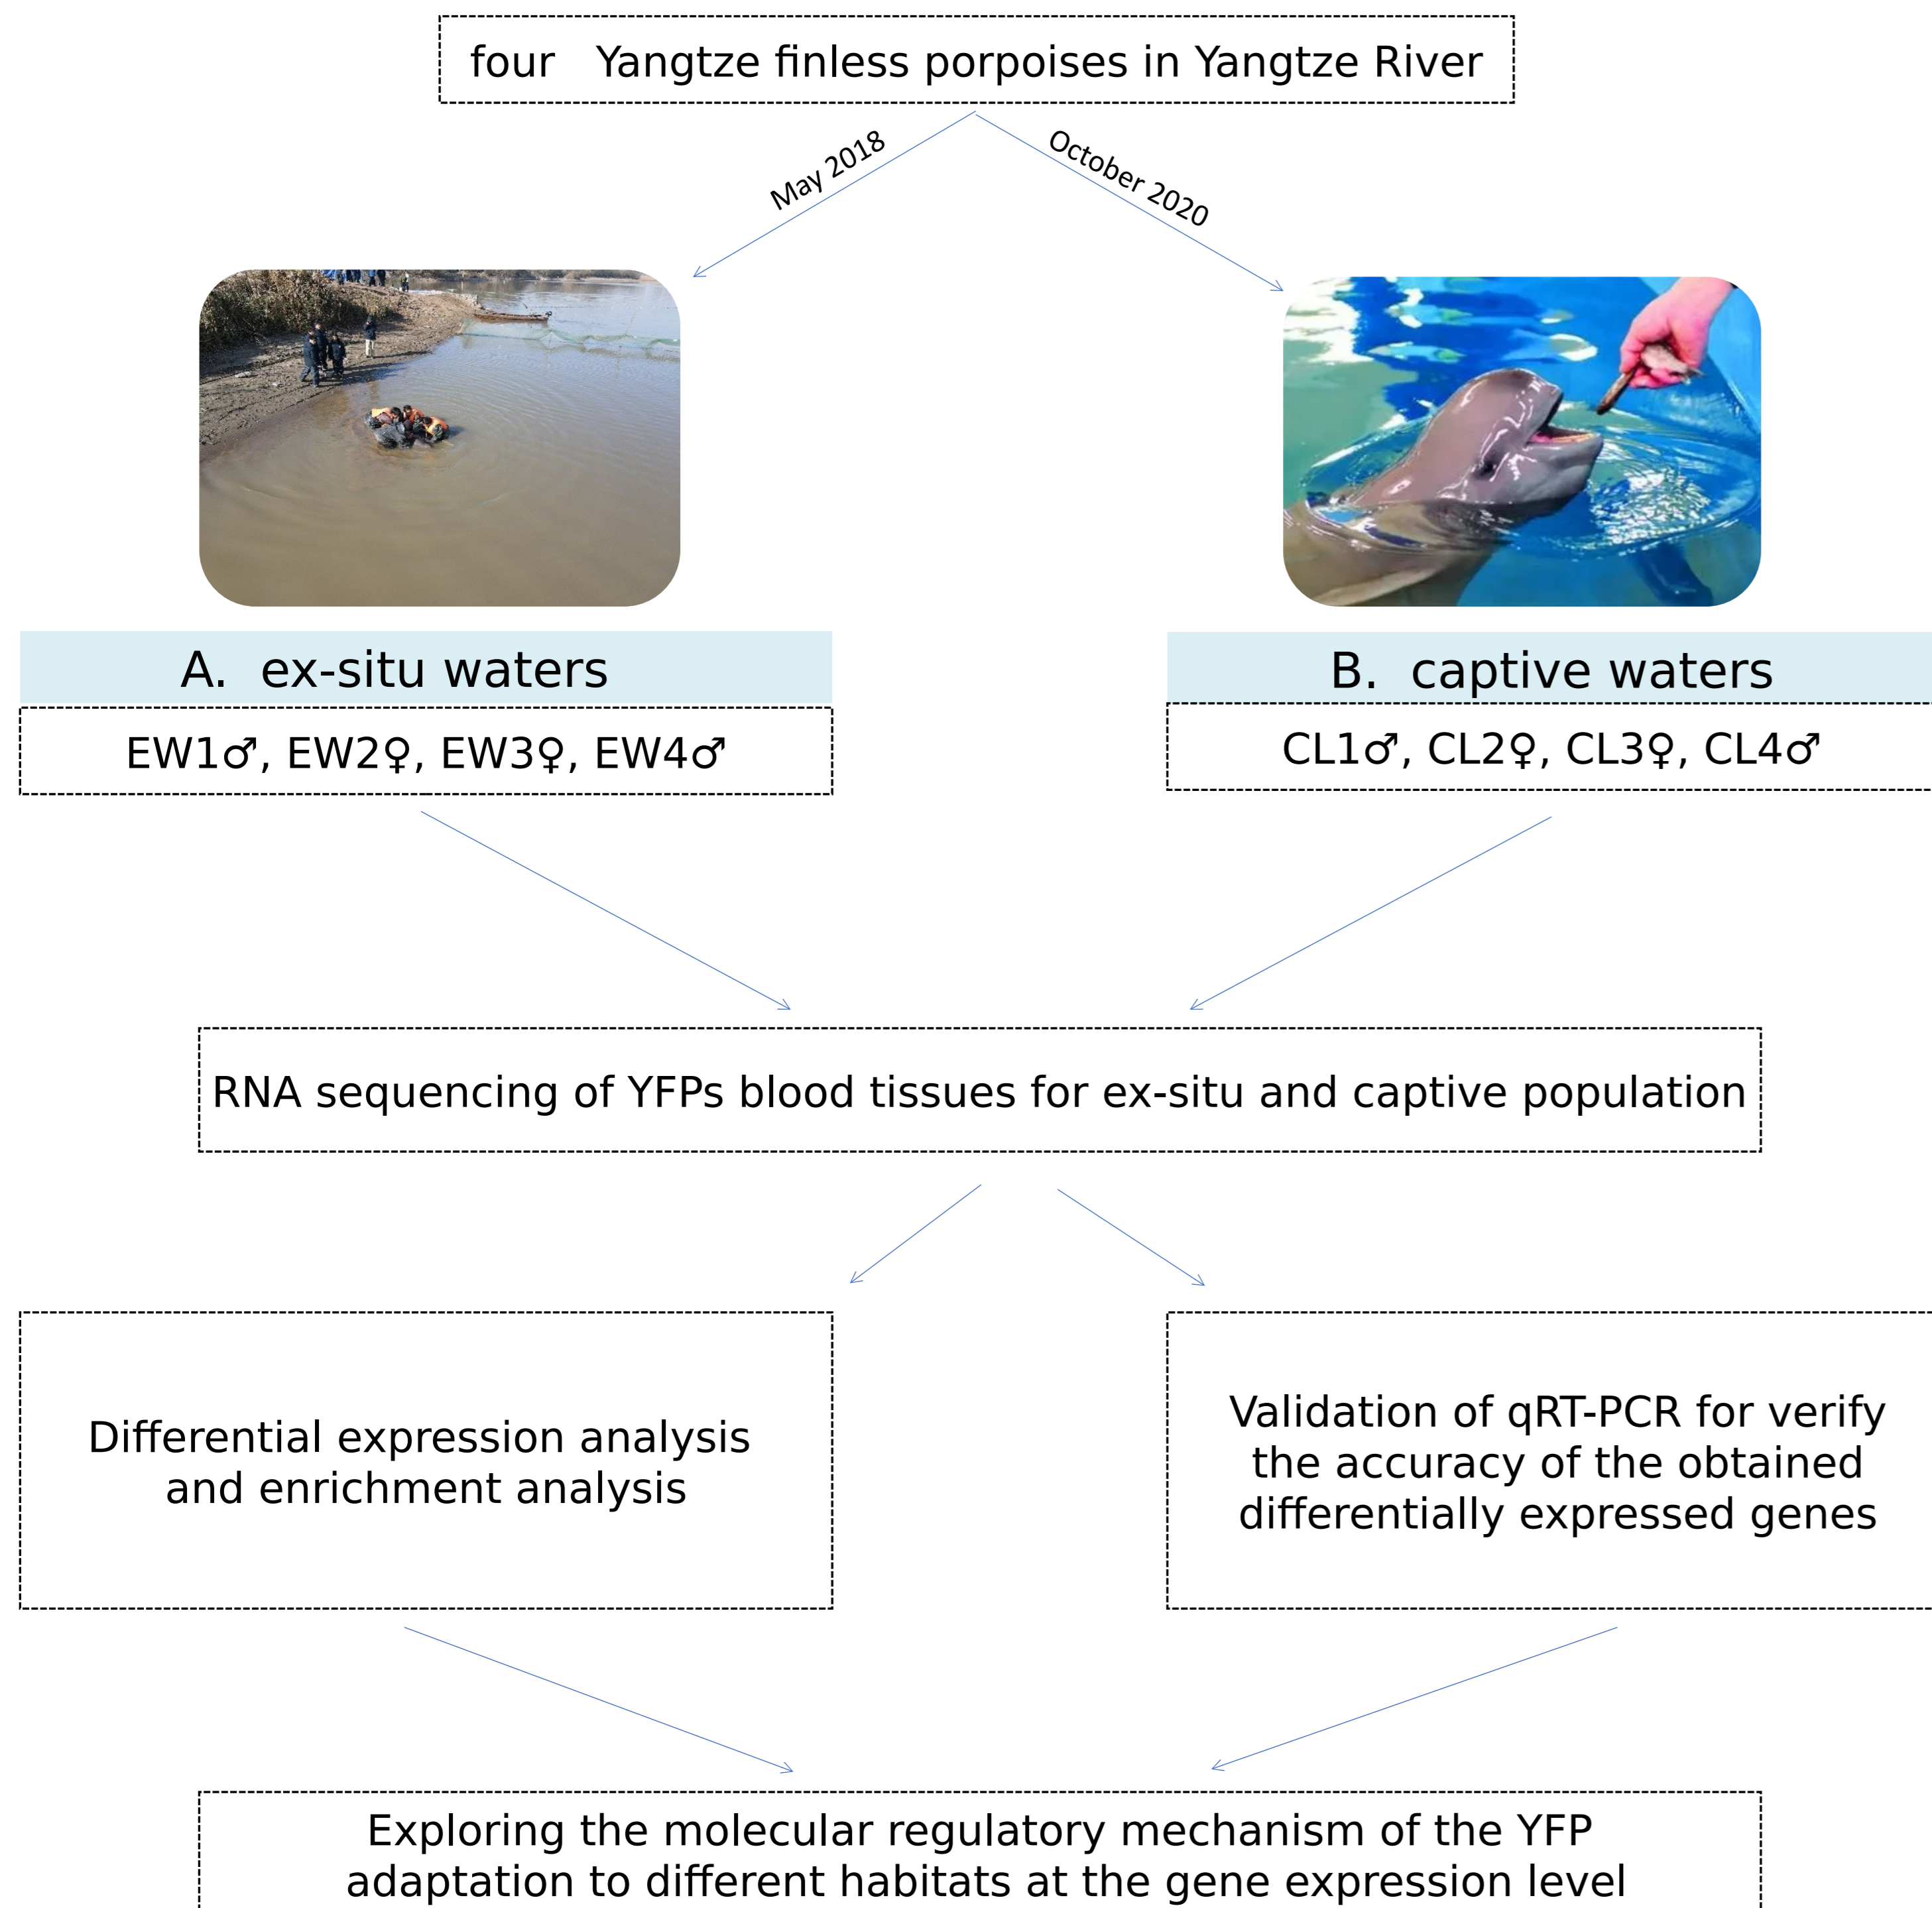 four Yangtze finless porpoises in Yangtze River
May 2018
October 2020
A. ex-situ waters
B. captive waters
EW1♂, EW2♀, EW3♀, EW4♂
CL1♂, CL2♀, CL3♀, CL4♂
RNA sequencing of YFPs blood tissues for ex-situ and captive population
Differential expression analysis
and enrichment analysis
Validation of qRT-PCR for verify
the accuracy of the obtained
differentially expressed genes
Exploring the molecular regulatory mechanism of the YFP
adaptation to different habitats at the gene expression level